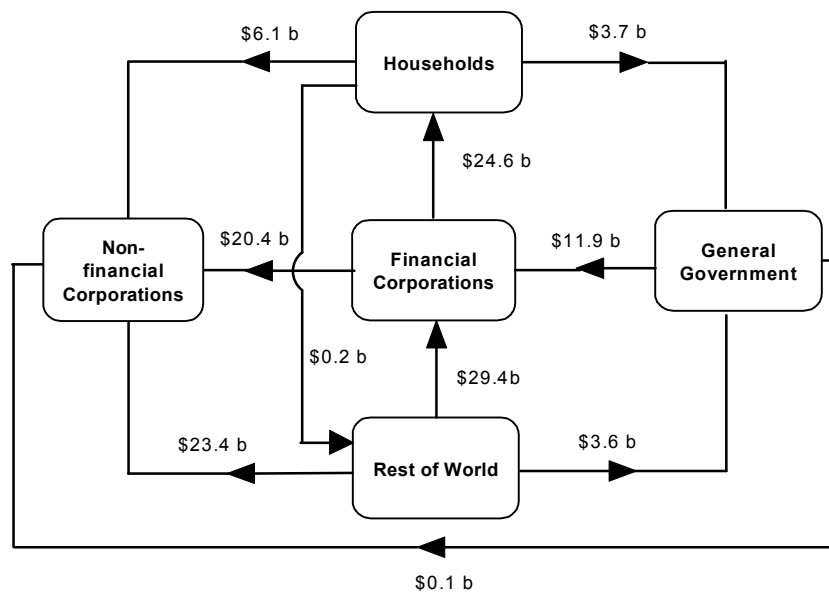 $6.1 b
$3.7 b
Households
$24.6 b
Non-
financial
Corporations
$20.4 b
Financial
Corporations
$11.9 b
General
Government
$0.2 b
$29.4b
$23.4 b
Rest of World
$3.6 b
$0.1 b